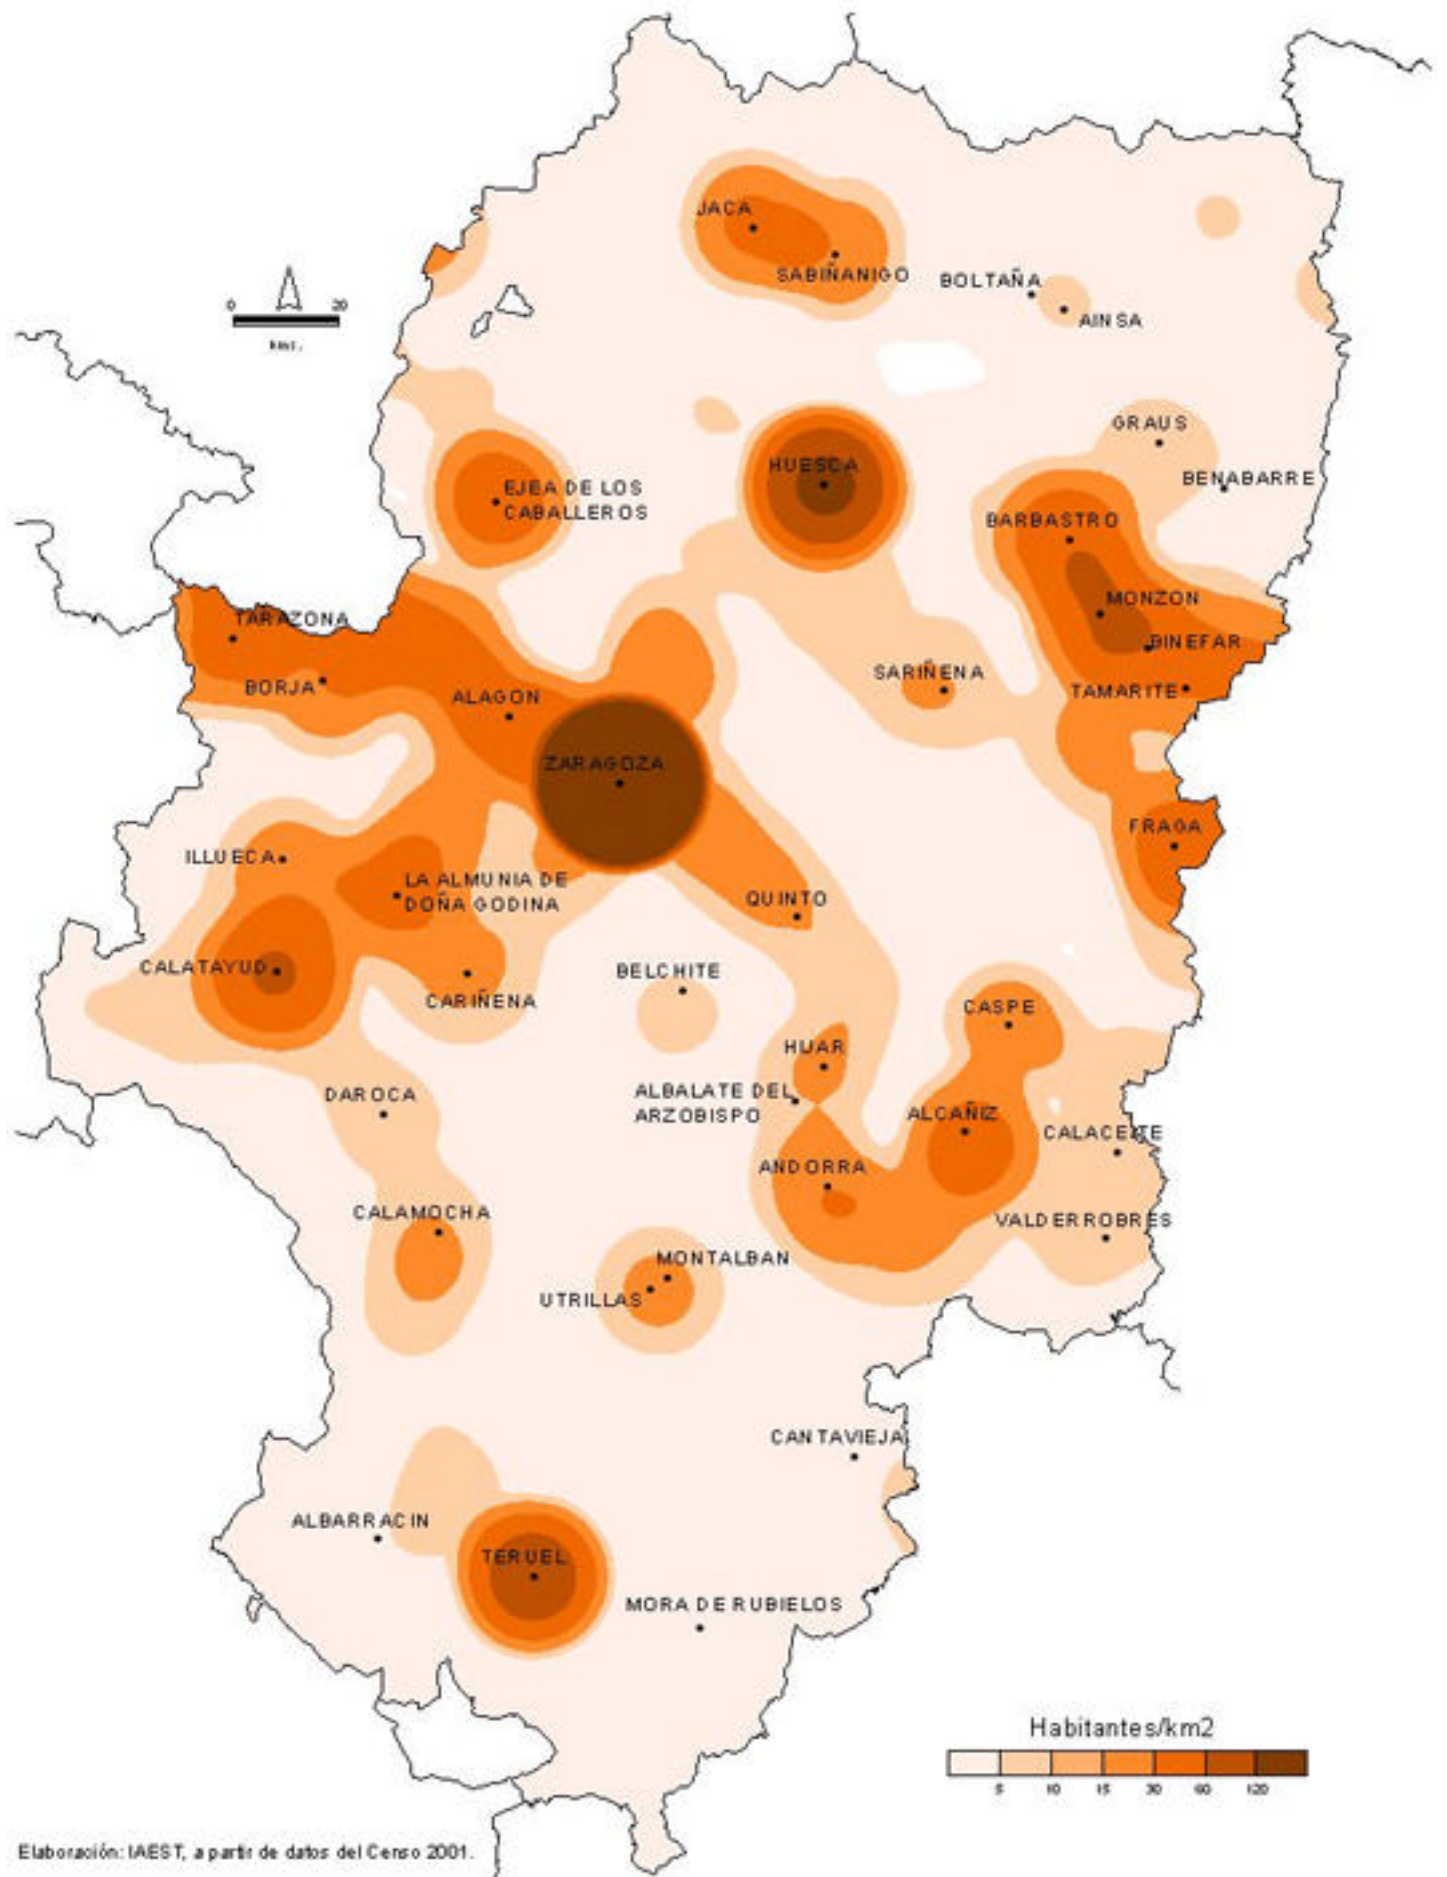 JACA
SABIÑANIGO
BOLTAÑA
AINSA
0 20
kms.
GRAUS
HUESCA
BENABARRE
EJEA DE LOS
CABALLEROS
BARBASTRO
MONZON
TARAZONA
BINEFAR
SARIÑENA
BORJA
ALAGON
TAMARITE
ZARAGOZA
FRAGA
ILLUECA
LA ALMUNIA DE
DOÑA GODINA
QUINTO
CALATAYUD
BELCHITE
CARIÑENA
CASPE
HIJAR
DAROCA
ALBALATE DEL
ARZOBISPO
ALCAÑIZ
CALACEITE
ANDORRA
CALAMOCHA
VALDERROBRES
MONTALBAN
UTRILLAS
CANTAVIEJA
ALBARRACIN
TERUEL
MORA DE RUBIELOS
Habitantes/km2
5 10 15 30 60 120
Elaboración: IAEST, a partir de datos del Censo 2001.